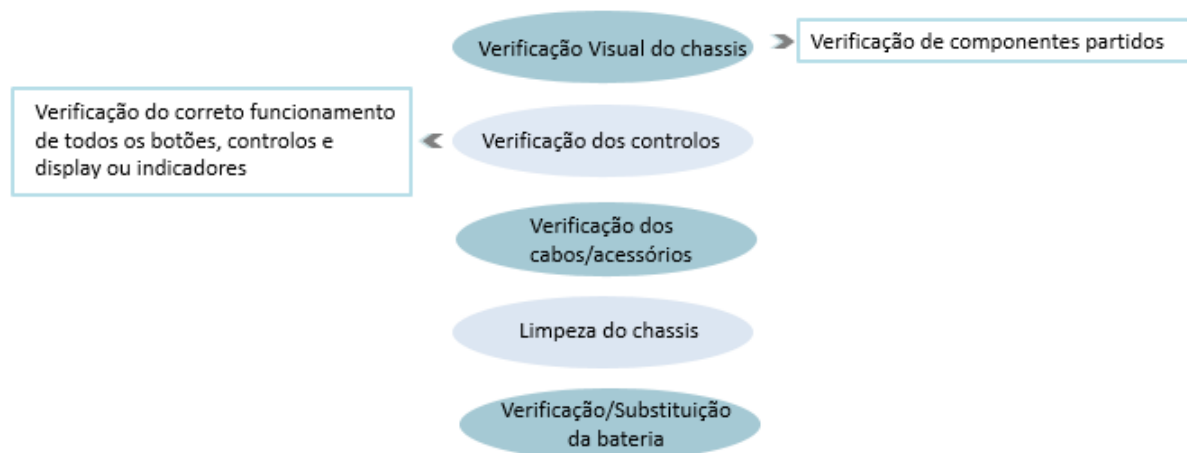 Verificação Visual do chassis
Verificação de componentes partidos
Verificação do correto funcionamento
de todos os botões, controlos e
display ou indicadores
Verificação dos controlos
Verificação dos
cabos/acessórios
Limpeza do chassis
Verificação/Substituição
da bateria